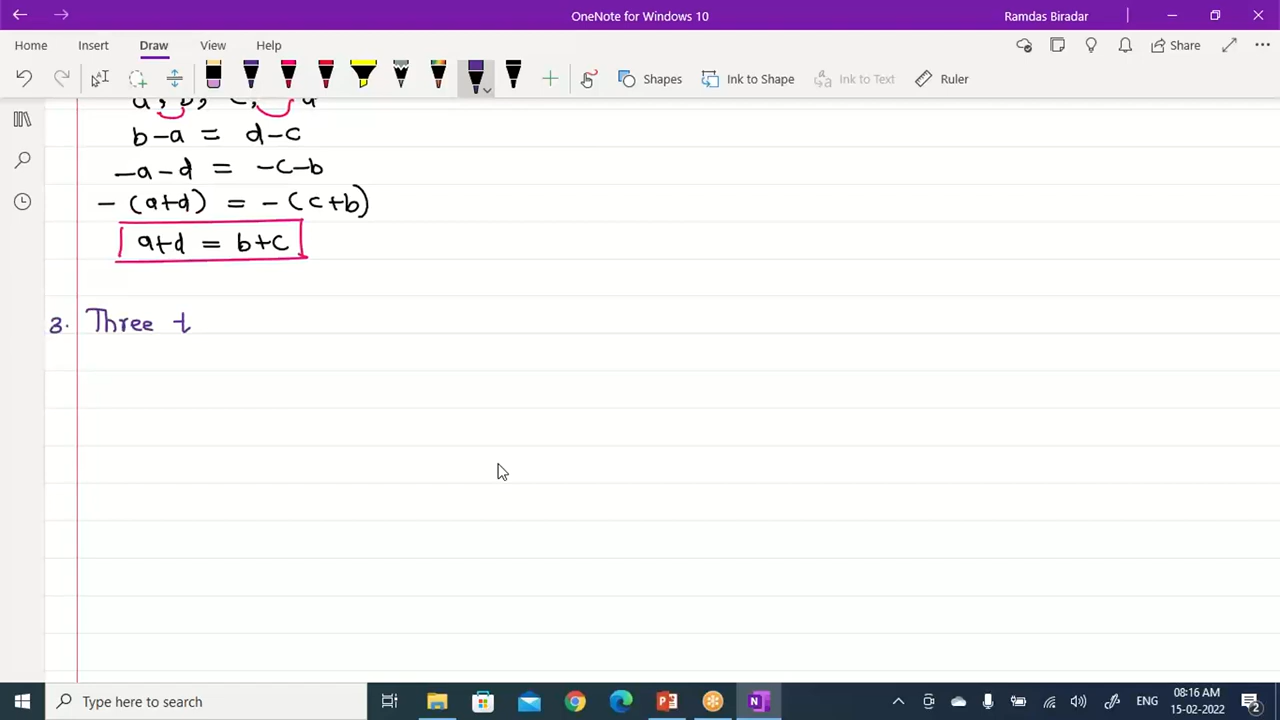 OneNote for Windows 10
Ramdas Biradar
Home Insert Draw View Help
Share
Shapes
Ink to Shape
Ink to Text
Ruler
a, b, c, d
b-a = d-c
-a-d = -c-b
-(a+d) = -(c+b)
a+d = b+c
3. Three t
Type here to search
ENG
08:16 AM
15-02-2022
2